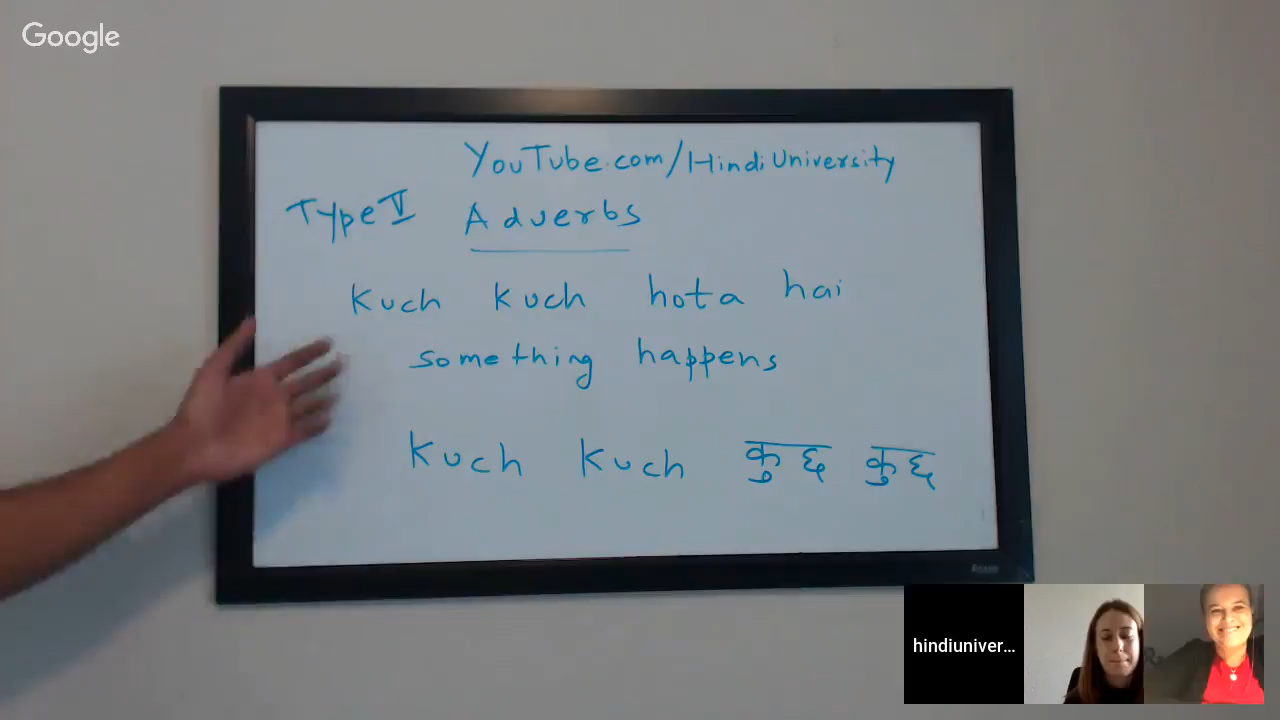 Google
YouTube.com/HindiUniversity
Type V Adverbs
Kuch kuch hota hai
something happens
Kuch kuch कुछ कुछ
hindiuniver...